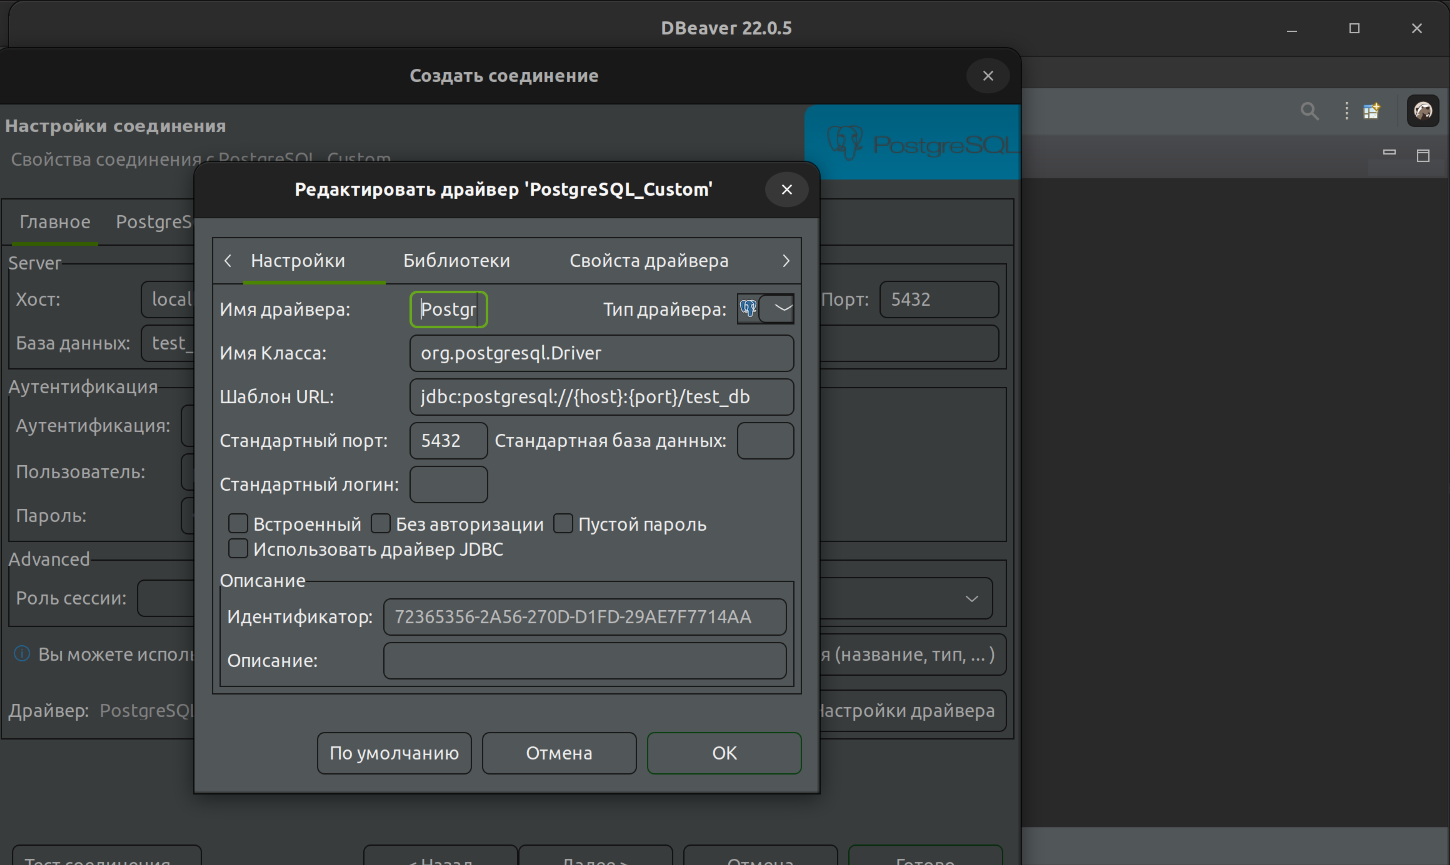 DBeaver 22.0.5
Создать соединение
Настройки соединения
Свойства соединения с PostgreSQL_Custom
PostgreSQL
Редактировать драйвер 'PostgreSQL_Custom'
Главное PostgreS
Настройки Библиотеки Свойста драйвера
Server
Имя драйвера: Postgr Тип драйвера:
Хост: local Порт: 5432
Имя Класса: org.postgresql.Driver
База данных: test_
Шаблон URL: jdbc:postgresql://{host}:{port}/test_db
Аутентификация
Аутентификация:
Стандартный порт: 5432 Стандартная база данных:
Пользователь:
Стандартный логин:
Пароль:
Встроенный Без авторизации Пустой пароль
Использовать драйвер JDBC
Advanced
Описание
Роль сессии:
Идентификатор: 72365356-2A56-270D-D1FD-29AE7F7714AA
Вы можете исполь я (название, тип, ... )
Описание:
Драйвер: PostgreSQL Настройки драйвера
По умолчанию Отмена OK
Тест соединения ... < Назад Далее > Отмена Готово